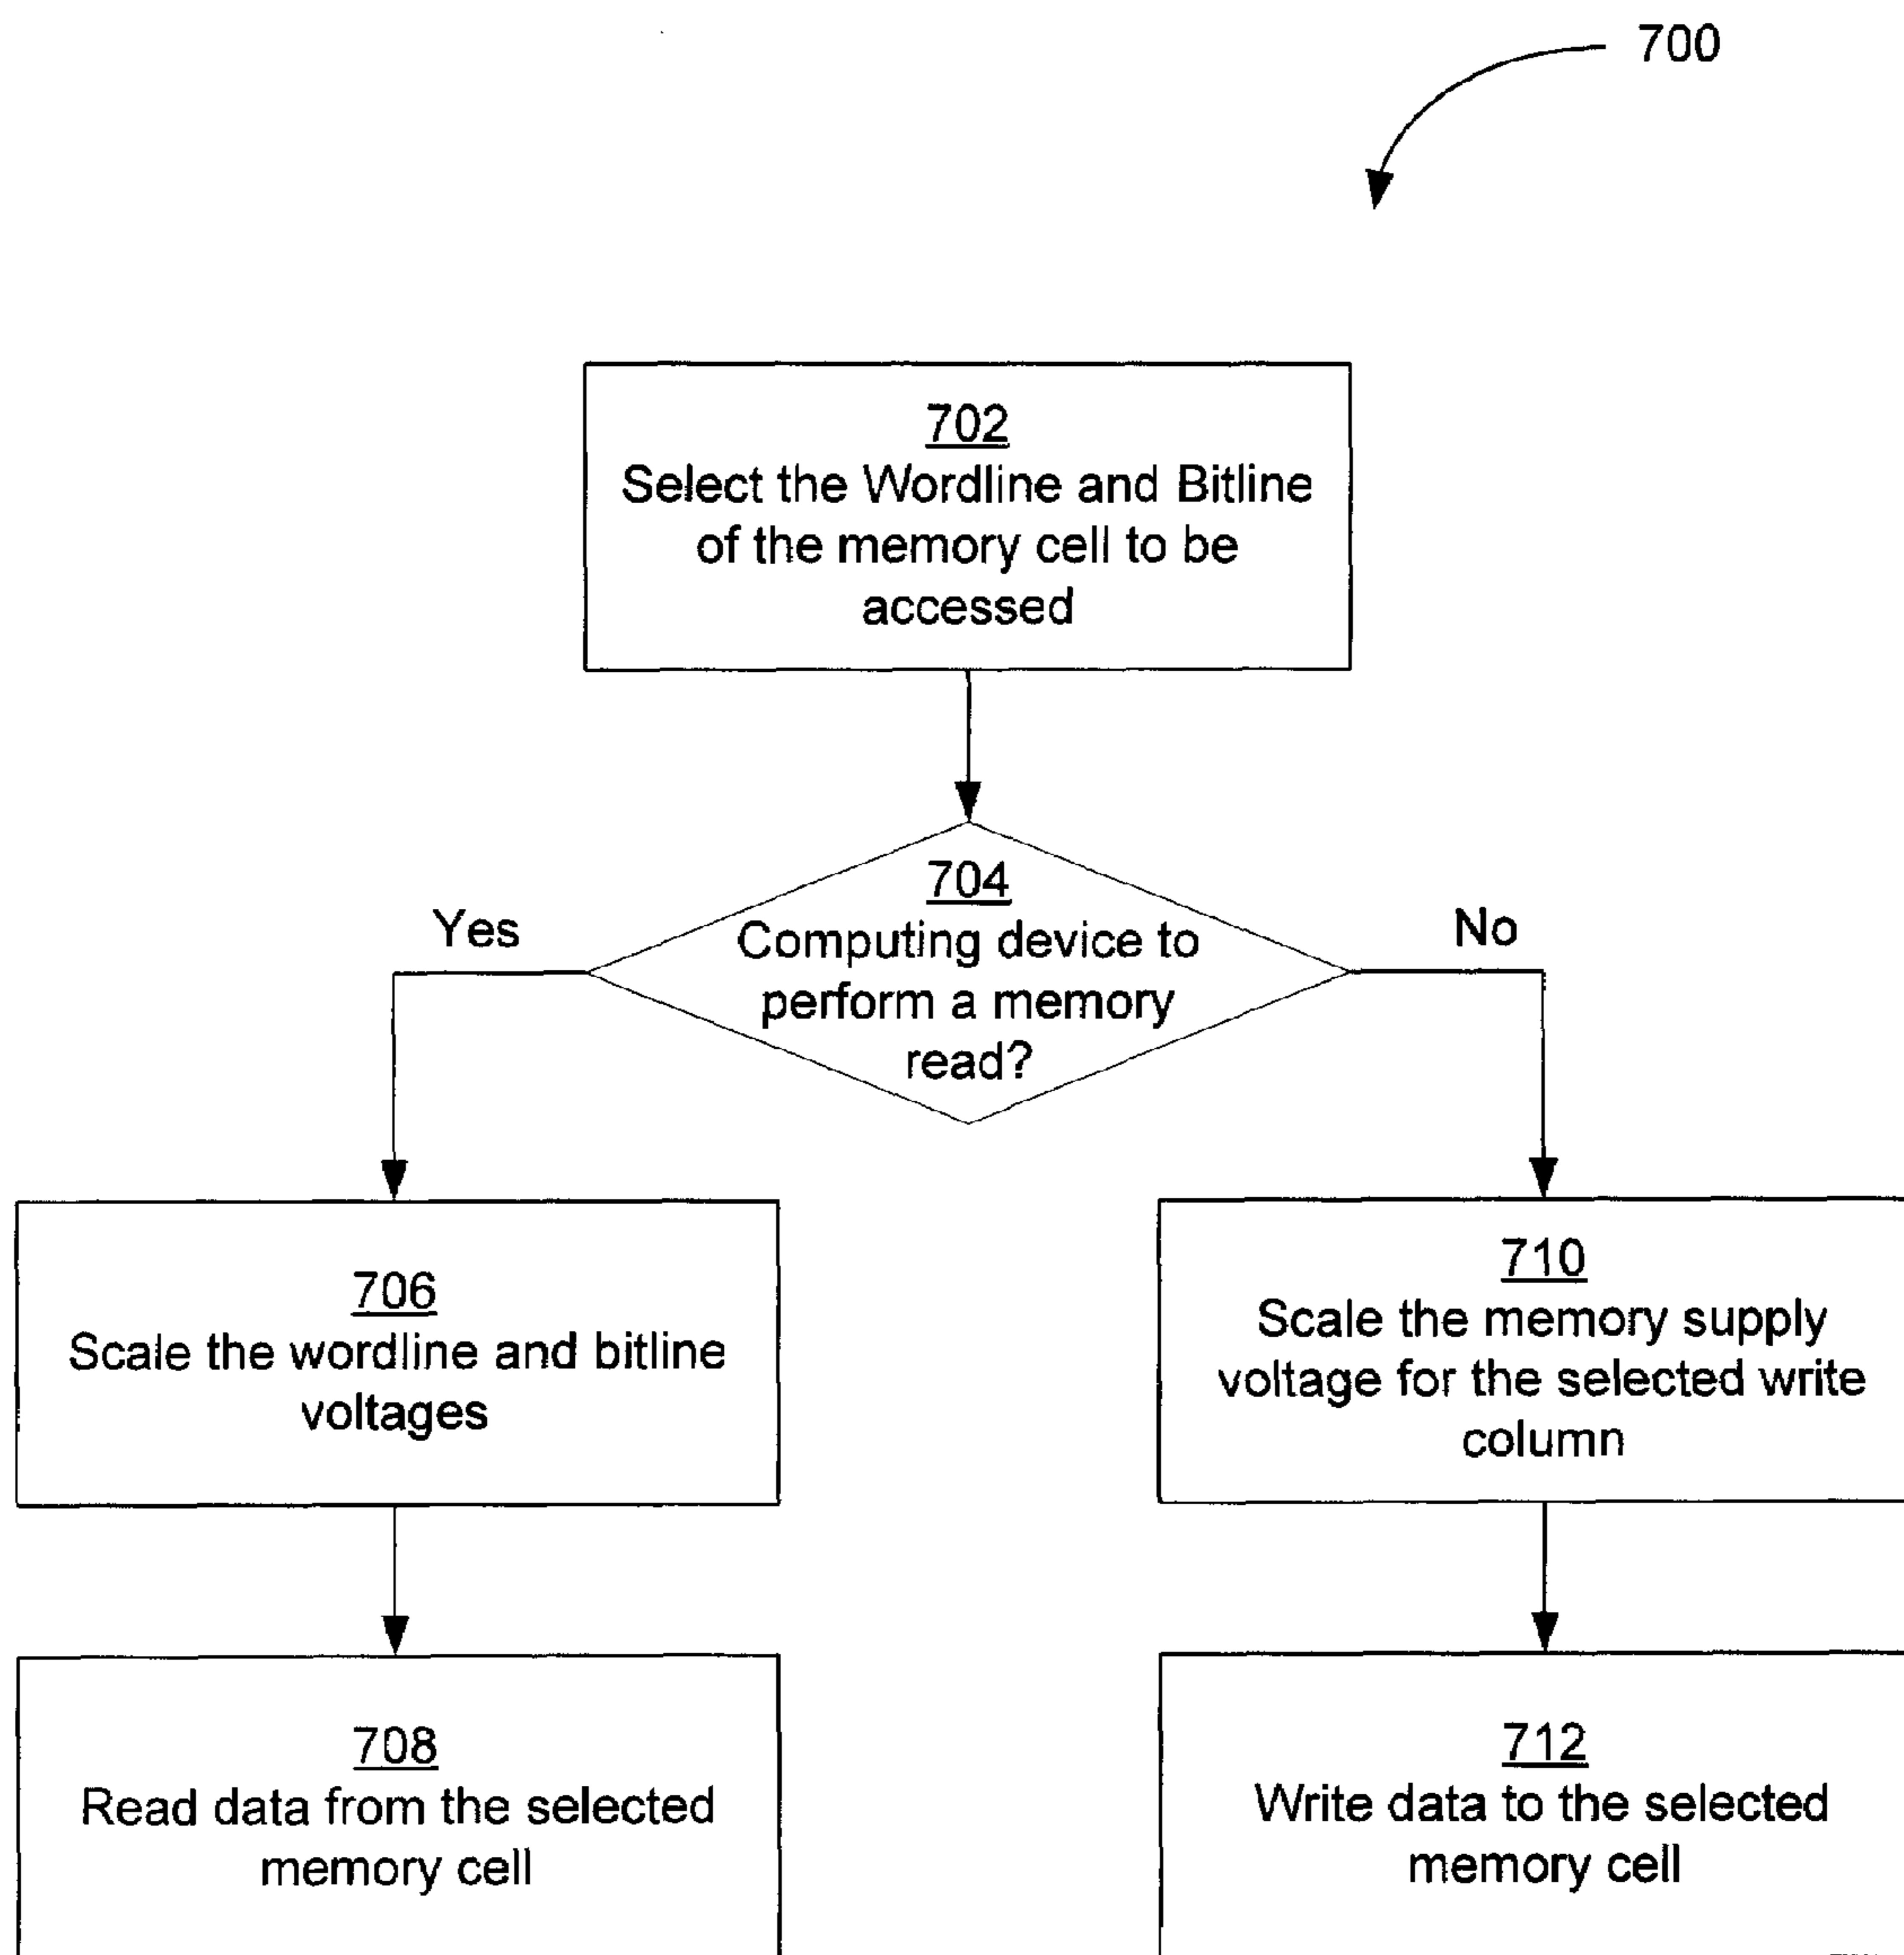 700
702
Select the Wordline and Bitline
of the memory cell to be
accessed
704
Computing device to
perform a memory
read?
Yes
No
706
Scale the wordline and bitline
voltages
710
Scale the memory supply
voltage for the selected write
column
708
Read data from the selected
memory cell
712
Write data to the selected
memory cell